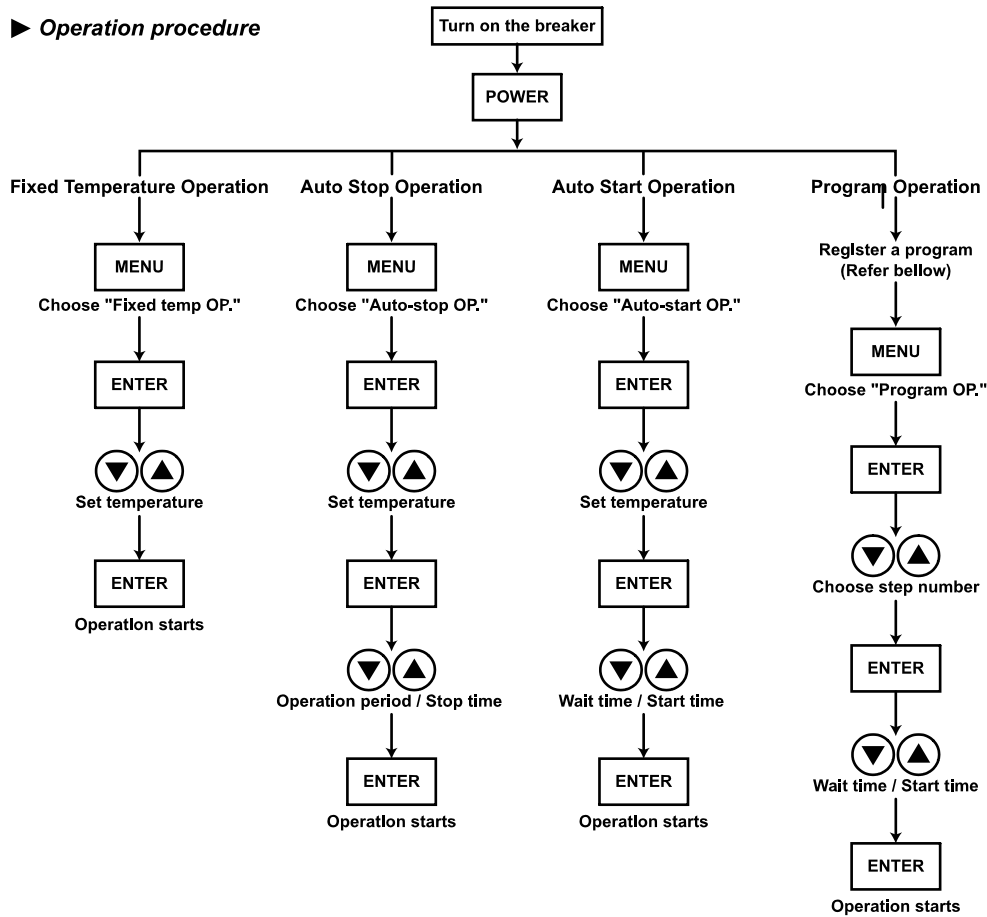 ► Operation procedure
Turn on the breaker
POWER
Fixed Temperature Operation
MENU
Choose "Fixed temp OP."
ENTER
▼ ▲
Set temperature
ENTER
Operation starts
Auto Stop Operation
MENU
Choose "Auto-stop OP."
ENTER
▼ ▲
Set temperature
ENTER
▼ ▲
Operation period / Stop time
ENTER
Operation starts
Auto Start Operation
MENU
Choose "Auto-start OP."
ENTER
▼ ▲
Set temperature
ENTER
▼ ▲
Wait time / Start time
ENTER
Operation starts
Program Operation
Register a program
(Refer bellow)
MENU
Choose "Program OP."
ENTER
▼ ▲
Choose step number
ENTER
▼ ▲
Wait time / Start time
ENTER
Operation starts